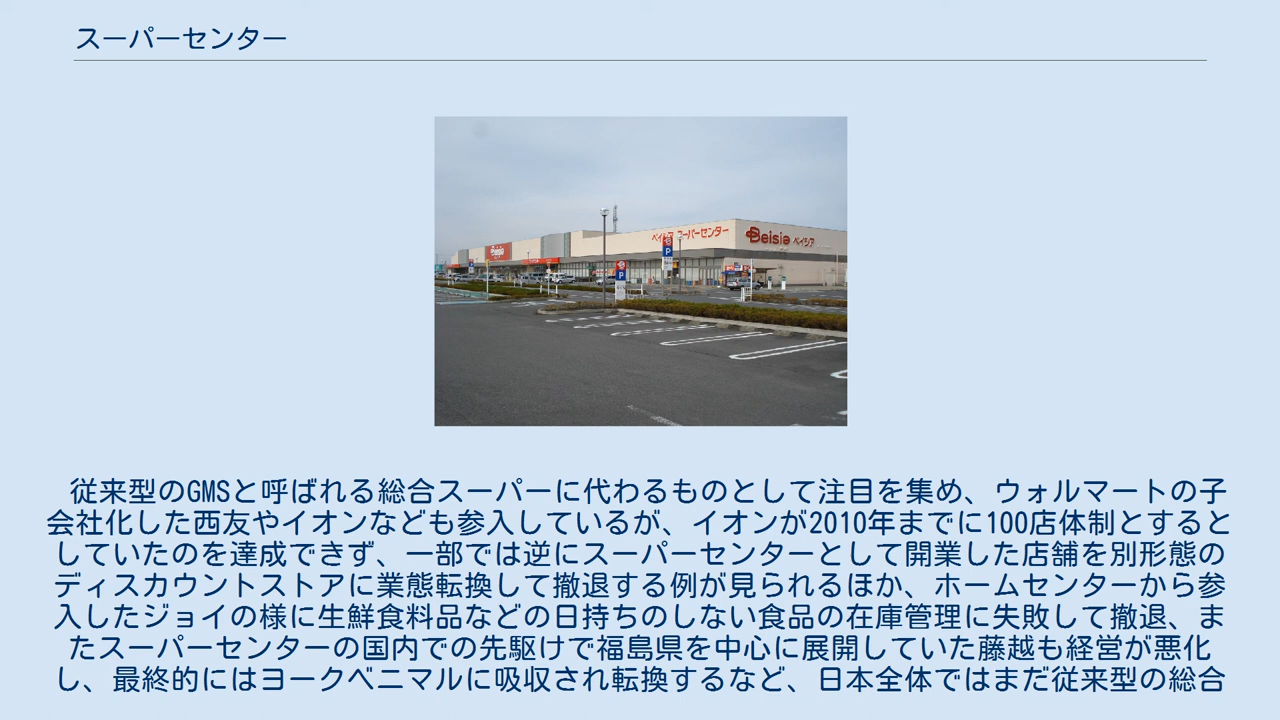 スーパーセンター
ベイシア スーパーセンター
Beisia ベイシア
P
P
従来型のGMSと呼ばれる総合スーパーに代わるものとして注目を集め、ウォルマートの子
会社化した西友やイオンなども参入しているが、イオンが2010年までに100店体制とすると
していたのを達成できず、一部では逆にスーパーセンターとして開業した店舗を別形態の
ディスカウントストアに業態転換して撤退する例が見られるほか、ホームセンターから参
入したジョイの様に生鮮食料品などの日持ちのしない食品の在庫管理に失敗して撤退、ま
たスーパーセンターの国内での先駆けで福島県を中心に展開していた藤越も経営が悪化
し、最終的にはヨークベニマルに吸収され転換するなど、日本全体ではまだ従来型の総合